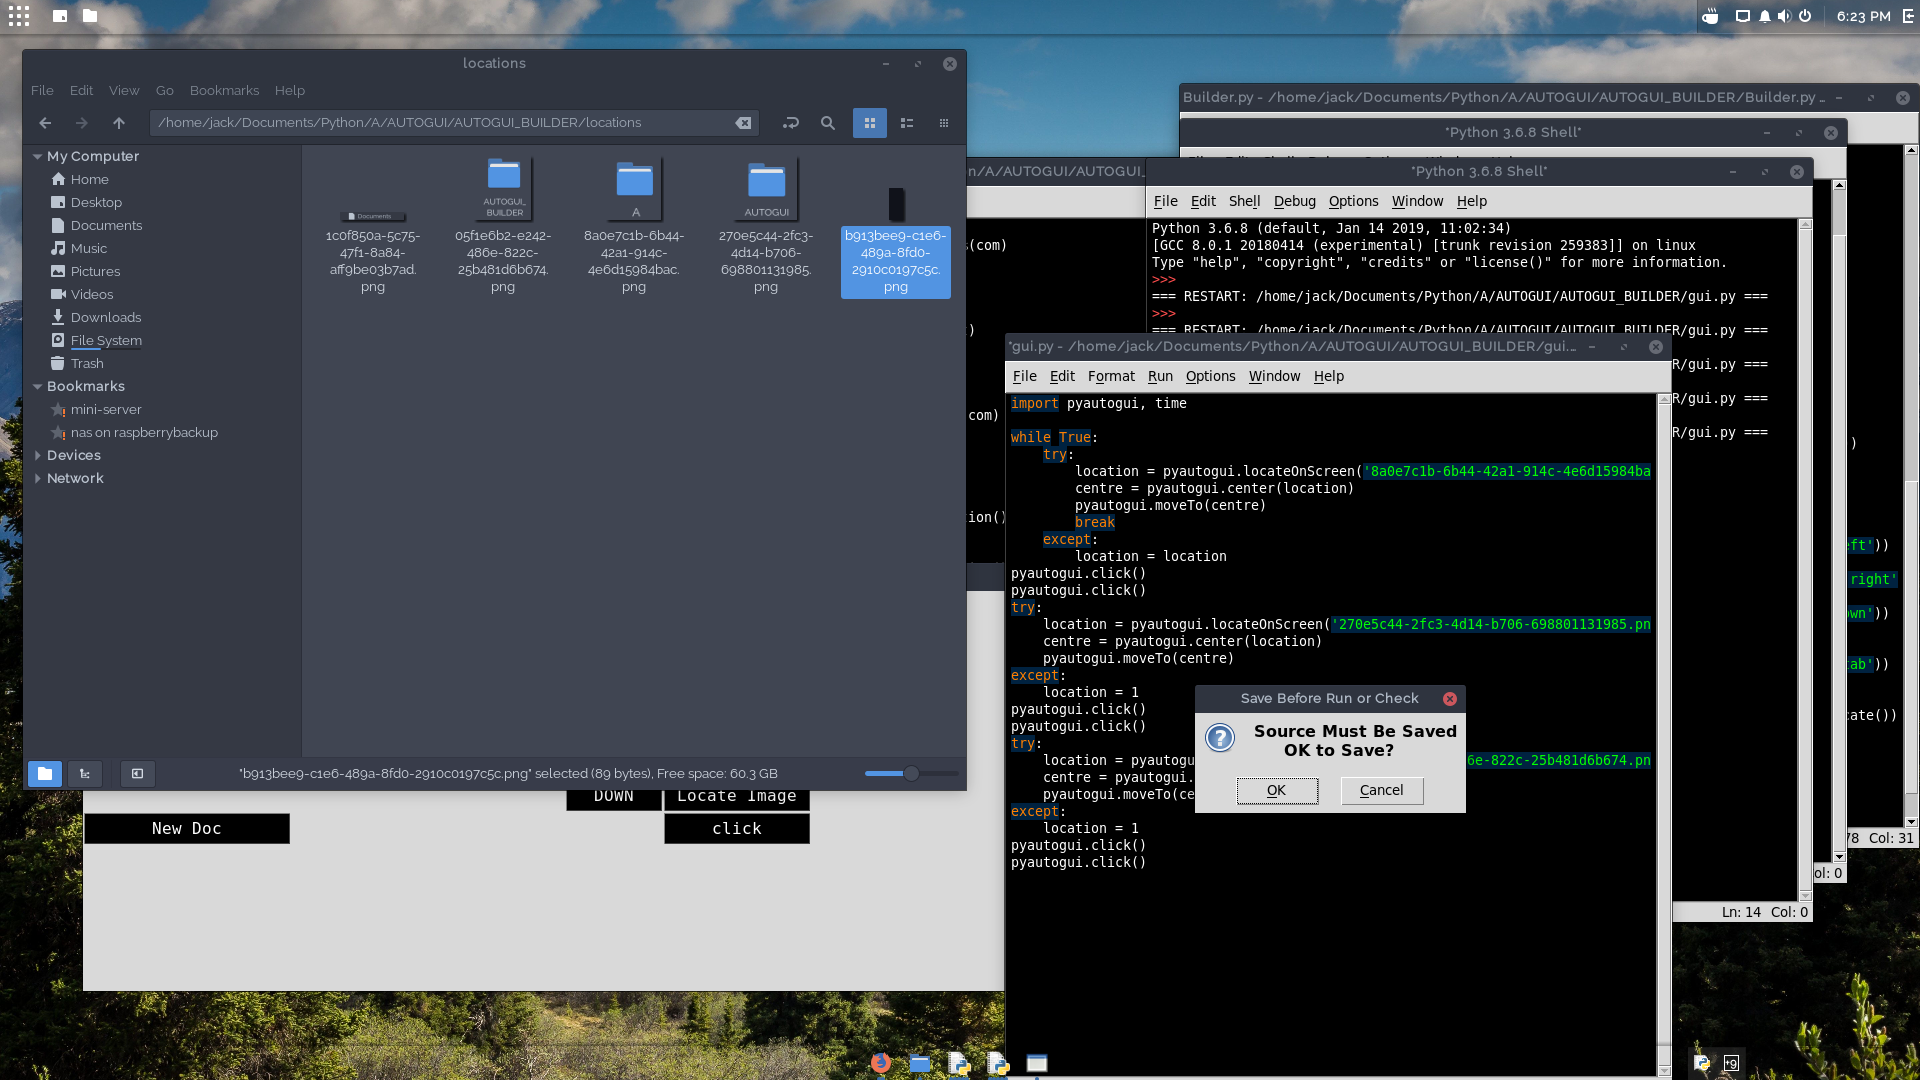 6:23 PM
locations
File Edit View Go Bookmarks Help
/home/jack/Documents/Python/A/AUTOGUI/AUTOGUI_BUILDER/locations
My Computer
Home
Desktop
Documents
Music
Pictures
Videos
Downloads
File System
Trash
Bookmarks
mini-server
nas on raspberrybackup
Devices
Network
Documents
1c0f850a-5c75-
47f1-8a84-
aff9be03b7ad.
png
AUTOGUI_
BUILDER
05f1e6b2-e242-
486e-822c-
25b481d6b674.
png
A
8a0e7c1b-6b44-
42a1-914c-
4e6d15984bac.
png
AUTOGUI
270e5c44-2fc3-
4d14-b706-
698801131985.
png
b913bee9-c1e6-
489a-8fd0-
2910c0197c5c.
png
"b913bee9-c1e6-489a-8fd0-2910c0197c5c.png" selected (89 bytes), Free space: 60.3 GB
DOWN
Locate Image
New Doc
click
n/A/AUTOGUI/AUTOGUI_
(com)
)
com)
ion()
Builder.py - /home/jack/Documents/Python/A/AUTOGUI/AUTOGUI_BUILDER/Builder.py ...
*Python 3.6.8 Shell*
*Python 3.6.8 Shell*
File Edit Shell Debug Options Window Help
Python 3.6.8 (default, Jan 14 2019, 11:02:34)
[GCC 8.0.1 20180414 (experimental) [trunk revision 259383]] on linux
Type "help", "copyright", "credits" or "license()" for more information.
>>>
=== RESTART: /home/jack/Documents/Python/A/AUTOGUI/AUTOGUI_BUILDER/gui.py ===
>>>
=== RESTART: /home/jack/Documents/Python/A/AUTOGUI/AUTOGUI_BUILDER/gui.py ===
R/gui.py ===
R/gui.py ===
R/gui.py ===
*gui.py - /home/jack/Documents/Python/A/AUTOGUI/AUTOGUI_BUILDER/gui....
File Edit Format Run Options Window Help
import pyautogui, time
while True:
try:
location = pyautogui.locateOnScreen('8a0e7c1b-6b44-42a1-914c-4e6d15984ba
centre = pyautogui.center(location)
pyautogui.moveTo(centre)
break
except:
location = location
pyautogui.click()
pyautogui.click()
try:
location = pyautogui.locateOnScreen('270e5c44-2fc3-4d14-b706-698801131985.pn
centre = pyautogui.center(location)
pyautogui.moveTo(centre)
except:
location = 1
pyautogui.click()
pyautogui.click()
try:
location = pyautogu
6e-822c-25b481d6b674.pn
centre = pyautogui.
pyautogui.moveTo(ce
except:
location = 1
pyautogui.click()
pyautogui.click()
Save Before Run or Check
Source Must Be Saved
OK to Save?
OK
Cancel
)
eft'))
right'
own'))
tab'))
cate())
78 Col: 31
ol: 0
Ln: 14 Col: 0
+9